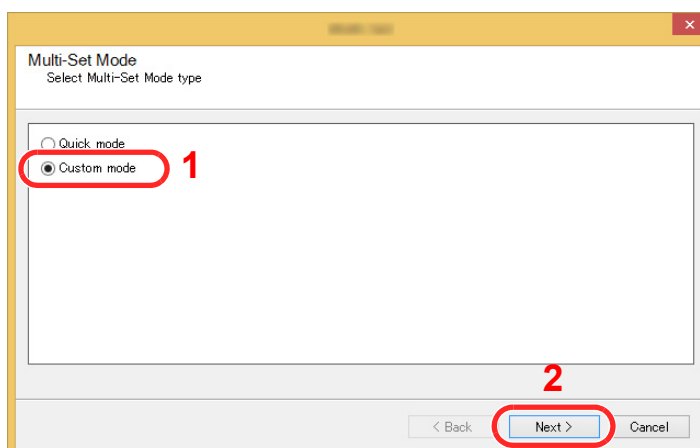 Multi-Set Mode
Select Multi-Set Mode type
Quick mode
Custom mode
1
2
< Back
Next >
Cancel